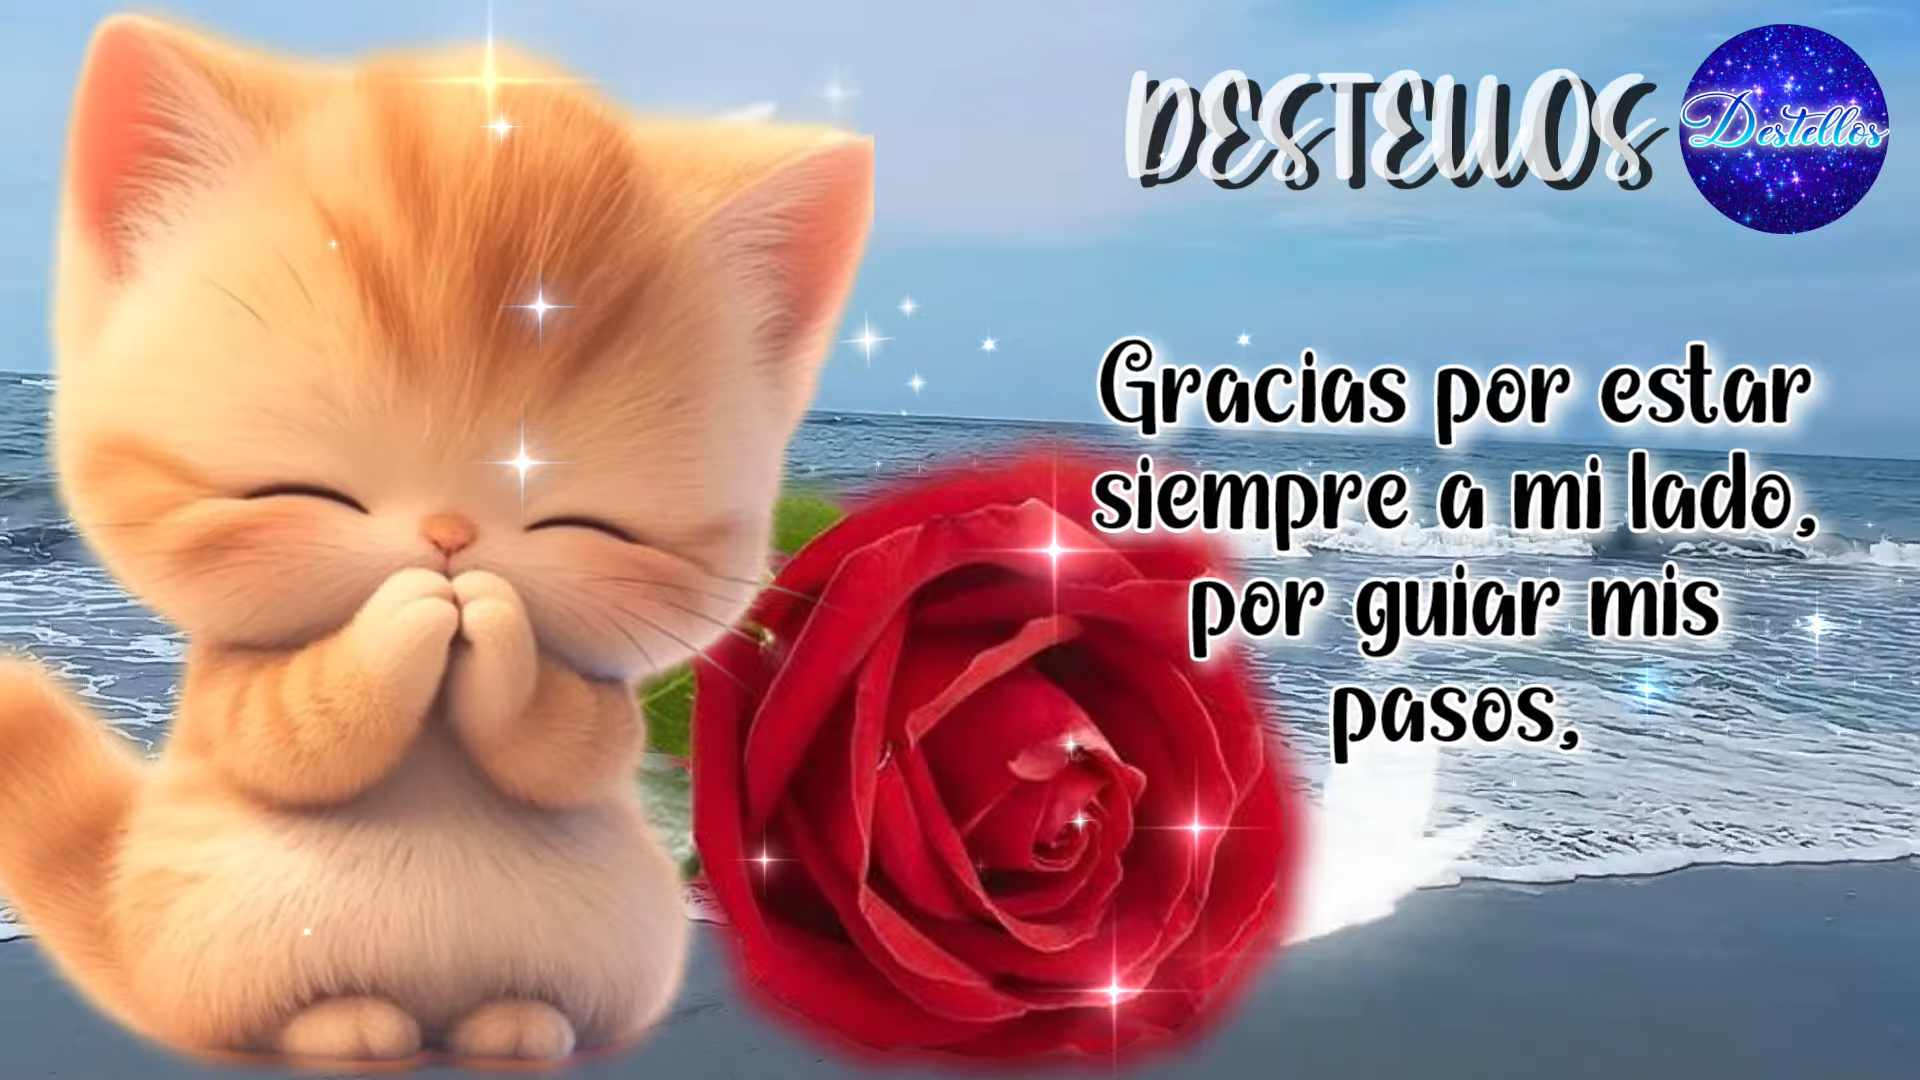 DESTELLOS
Destellos
Gracias por estar
siempre a mi lado,
por guiar mis
pasos,